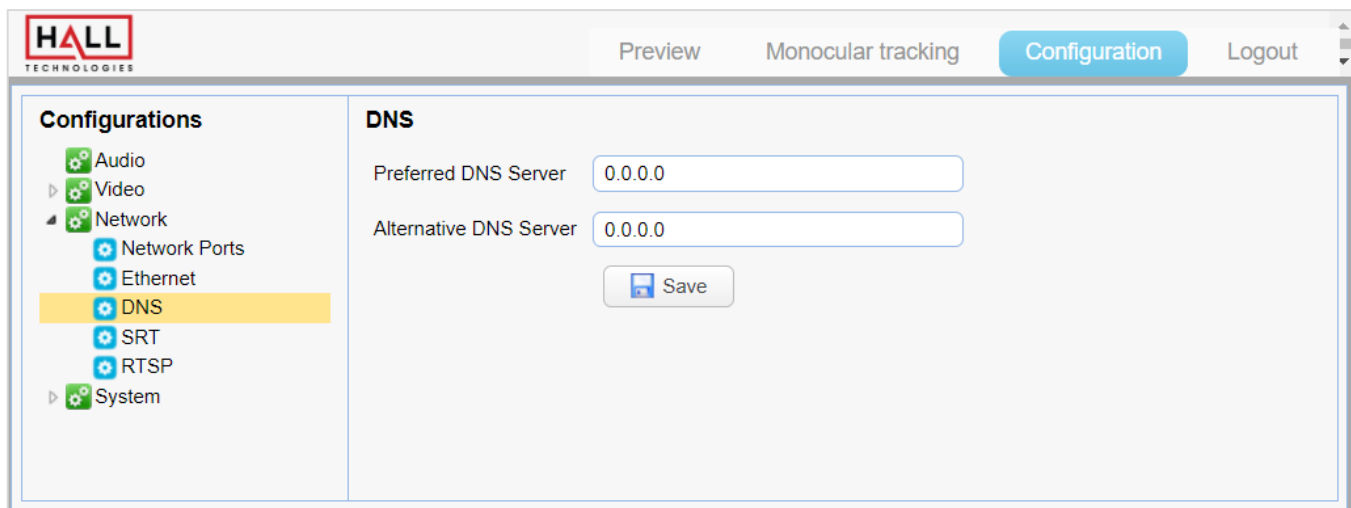 HALL
TECHNOLOGIES
Preview Monocular tracking Configuration Logout
Configurations
Audio
Video
Network
Network Ports
Ethernet
DNS
SRT
RTSP
System
DNS
Preferred DNS Server 0.0.0.0
Alternative DNS Server 0.0.0.0
Save